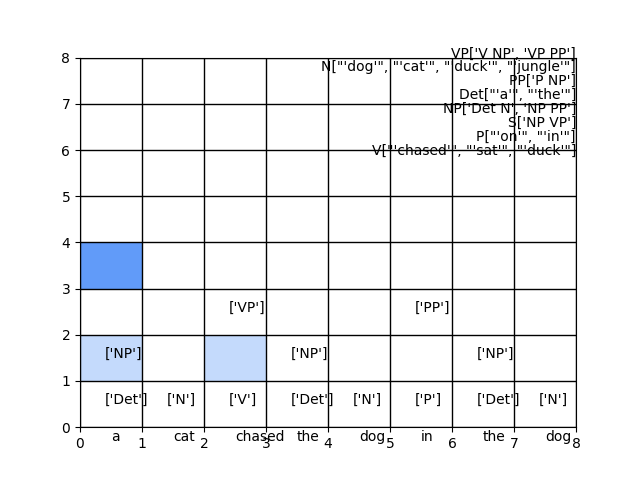 8 VP['V NP', 'VP PP']
N["'dog'", "'cat'", "'duck'", "'jungle'"]
PP['P NP']
7 Det["'a'", "'the'"]
NP['Det N', 'NP PP']
S['NP VP']
P["'on'", "'in'"]
6 V["'chased'", "'sat'", "'duck'"]
5
4
3
['VP'] ['PP']
2
['NP'] ['NP'] ['NP']
1
['Det'] ['N'] ['V'] ['Det'] ['N'] ['P'] ['Det'] ['N']
0
a cat chased the dog in the dog
0 1 2 3 4 5 6 7 8